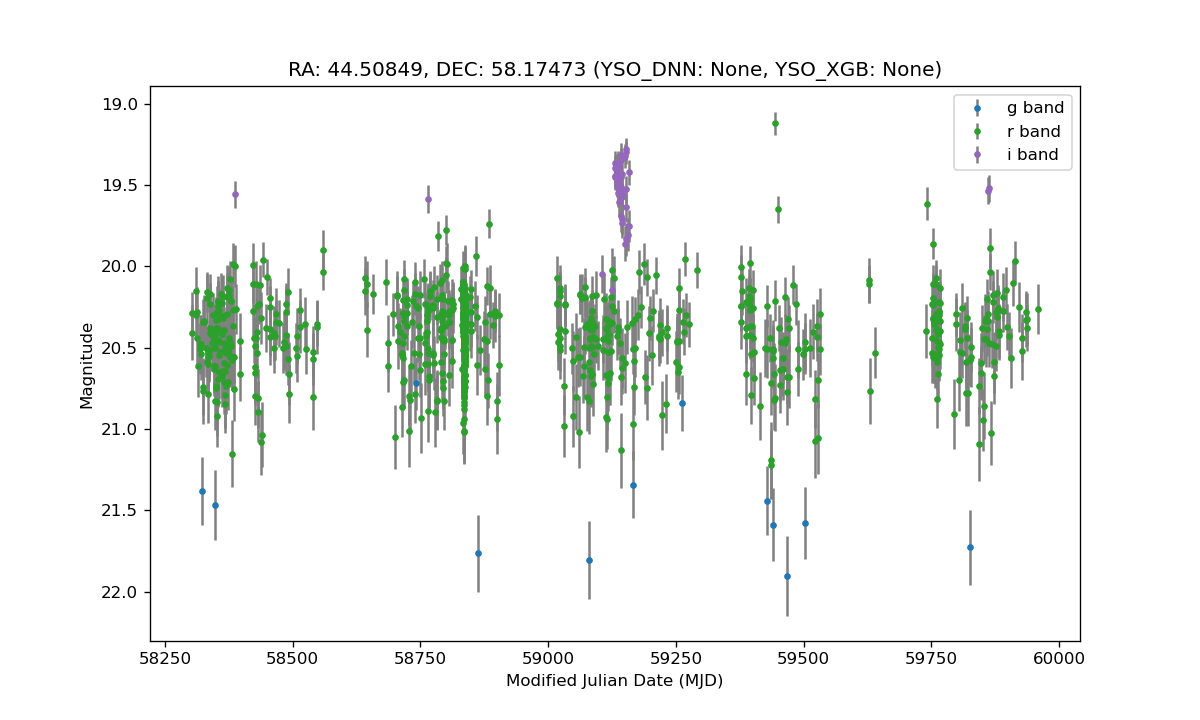 RA: 44.50849, DEC: 58.17473 (YSO_DNN: None, YSO_XGB: None)
g band
r band
i band
19.0
19.5
20.0
20.5
21.0
21.5
22.0
Magnitude
58250
58500
58750
59000
59250
59500
59750
60000
Modified Julian Date (MJD)